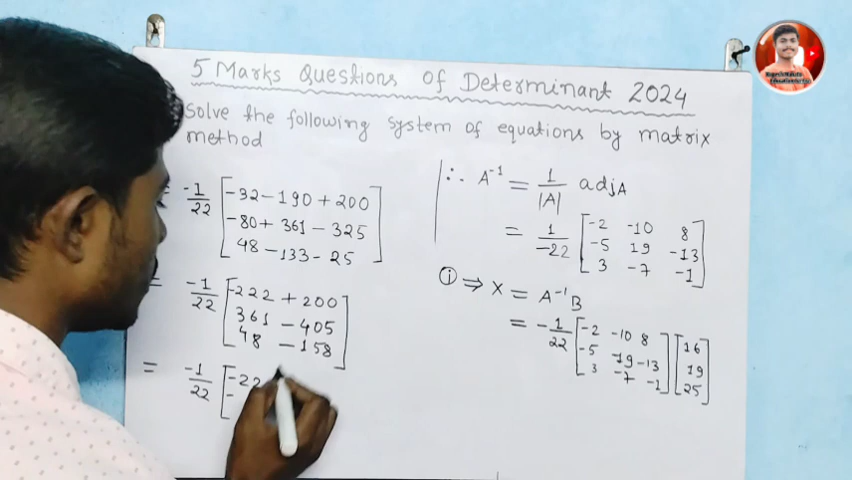 5 Marks Questions of Determinant 2024
Solve the following system of equations by matrix
method
= -1/22 [-32-190+200
-80+361-325
48-133-25]
= -1/22 [-222+200
361-405
48-158]
= -1/22 [-22
-
∴ A⁻¹ = 1/|A| adjA
= 1/-22 [-2 -10 8
-5 19 -13
3 -7 -1]
ⓘ ⇒ X = A⁻¹B
= -1/22 [-2 -10 8
-5 19 -13
3 -7 -1] [16
19
25]